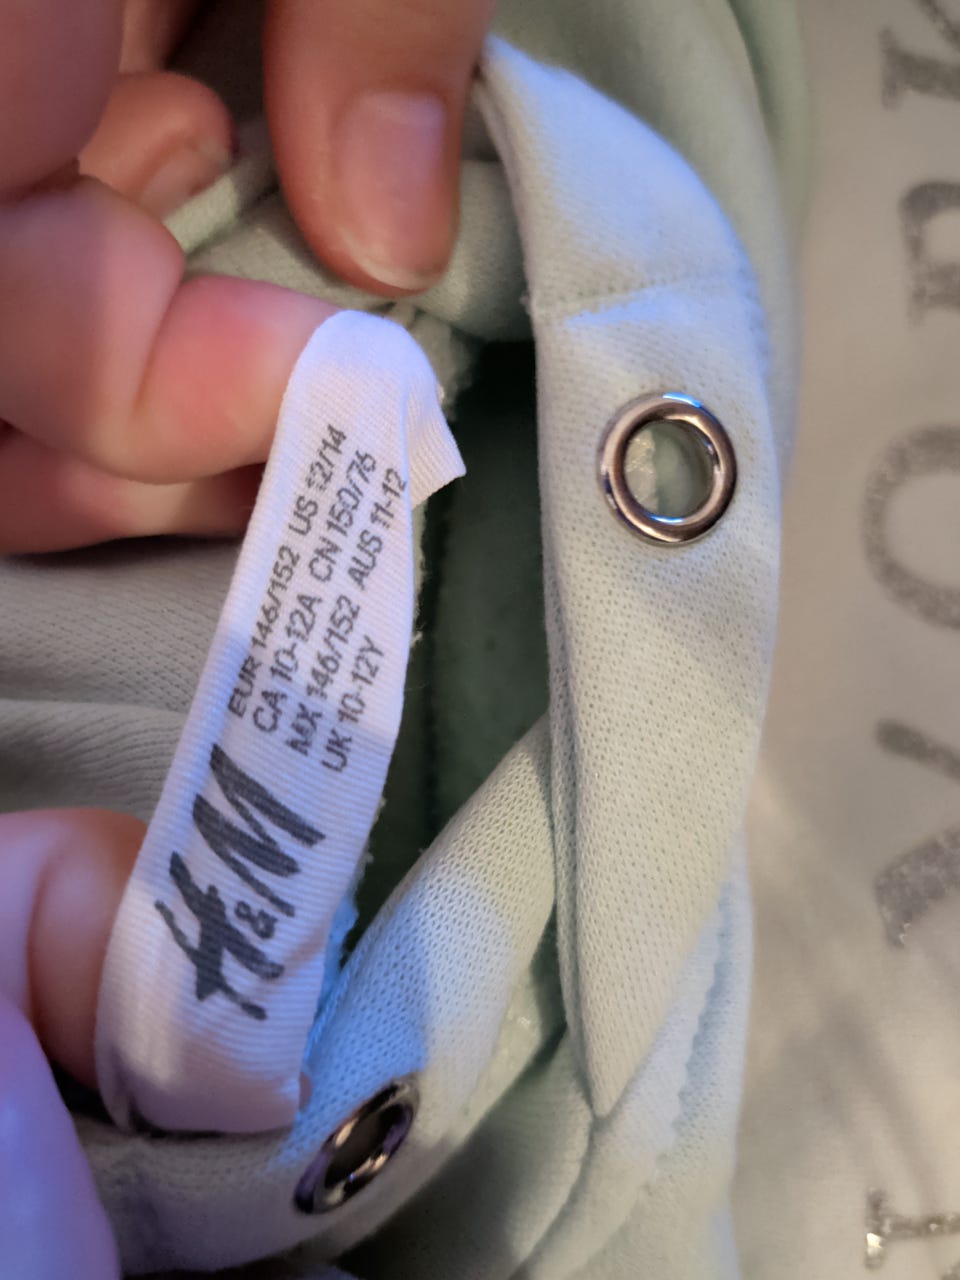 H&M
EUR 146/152 US 12/14
CA 10-12A CN 150/76
MX 146/152 AUS 11-12
UK 10-12Y